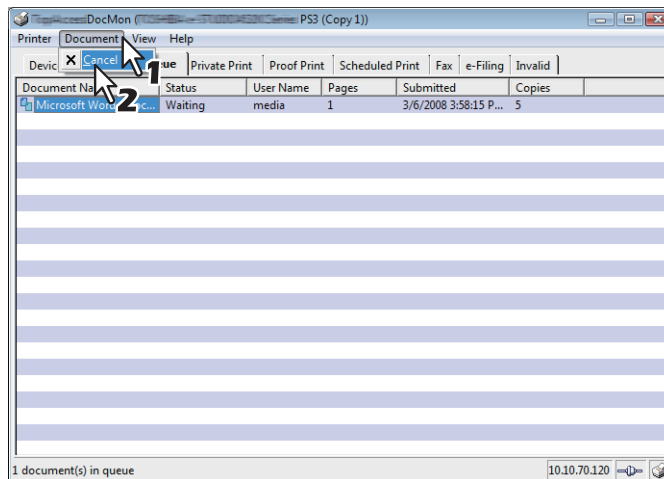 DocMon ( PS3 (Copy 1))
Printer Document View Help
Cancel
1
Private Print Proof Print Scheduled Print Fax e-Filing Invalid
2
Status User Name Pages Submitted Copies
Microsoft Waiting media 1 3/6/2008 3:58:15 P... 5
1 document(s) in queue 10.10.70.120